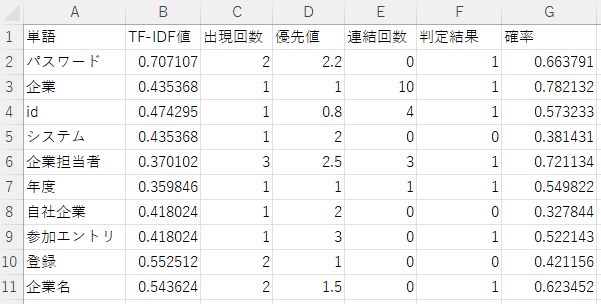 A B C D E F G
1 単語 TF-IDF値 出現回数 優先値 連結回数 判定結果 確率
2 パスワード 0.707107 2 2.2 0 1 0.663791
3 企業 0.435368 1 1 10 1 0.782132
4 id 0.474295 1 0.8 4 1 0.573233
5 システム 0.435368 1 2 0 0 0.381431
6 企業担当者 0.370102 3 2.5 3 1 0.721134
7 年度 0.359846 1 1 1 1 0.549822
8 自社企業 0.418024 1 2 0 0 0.327844
9 参加エントリ 0.418024 1 3 0 1 0.522143
10 登録 0.552512 2 1 0 0 0.421156
11 企業名 0.543624 2 1.5 0 1 0.623452